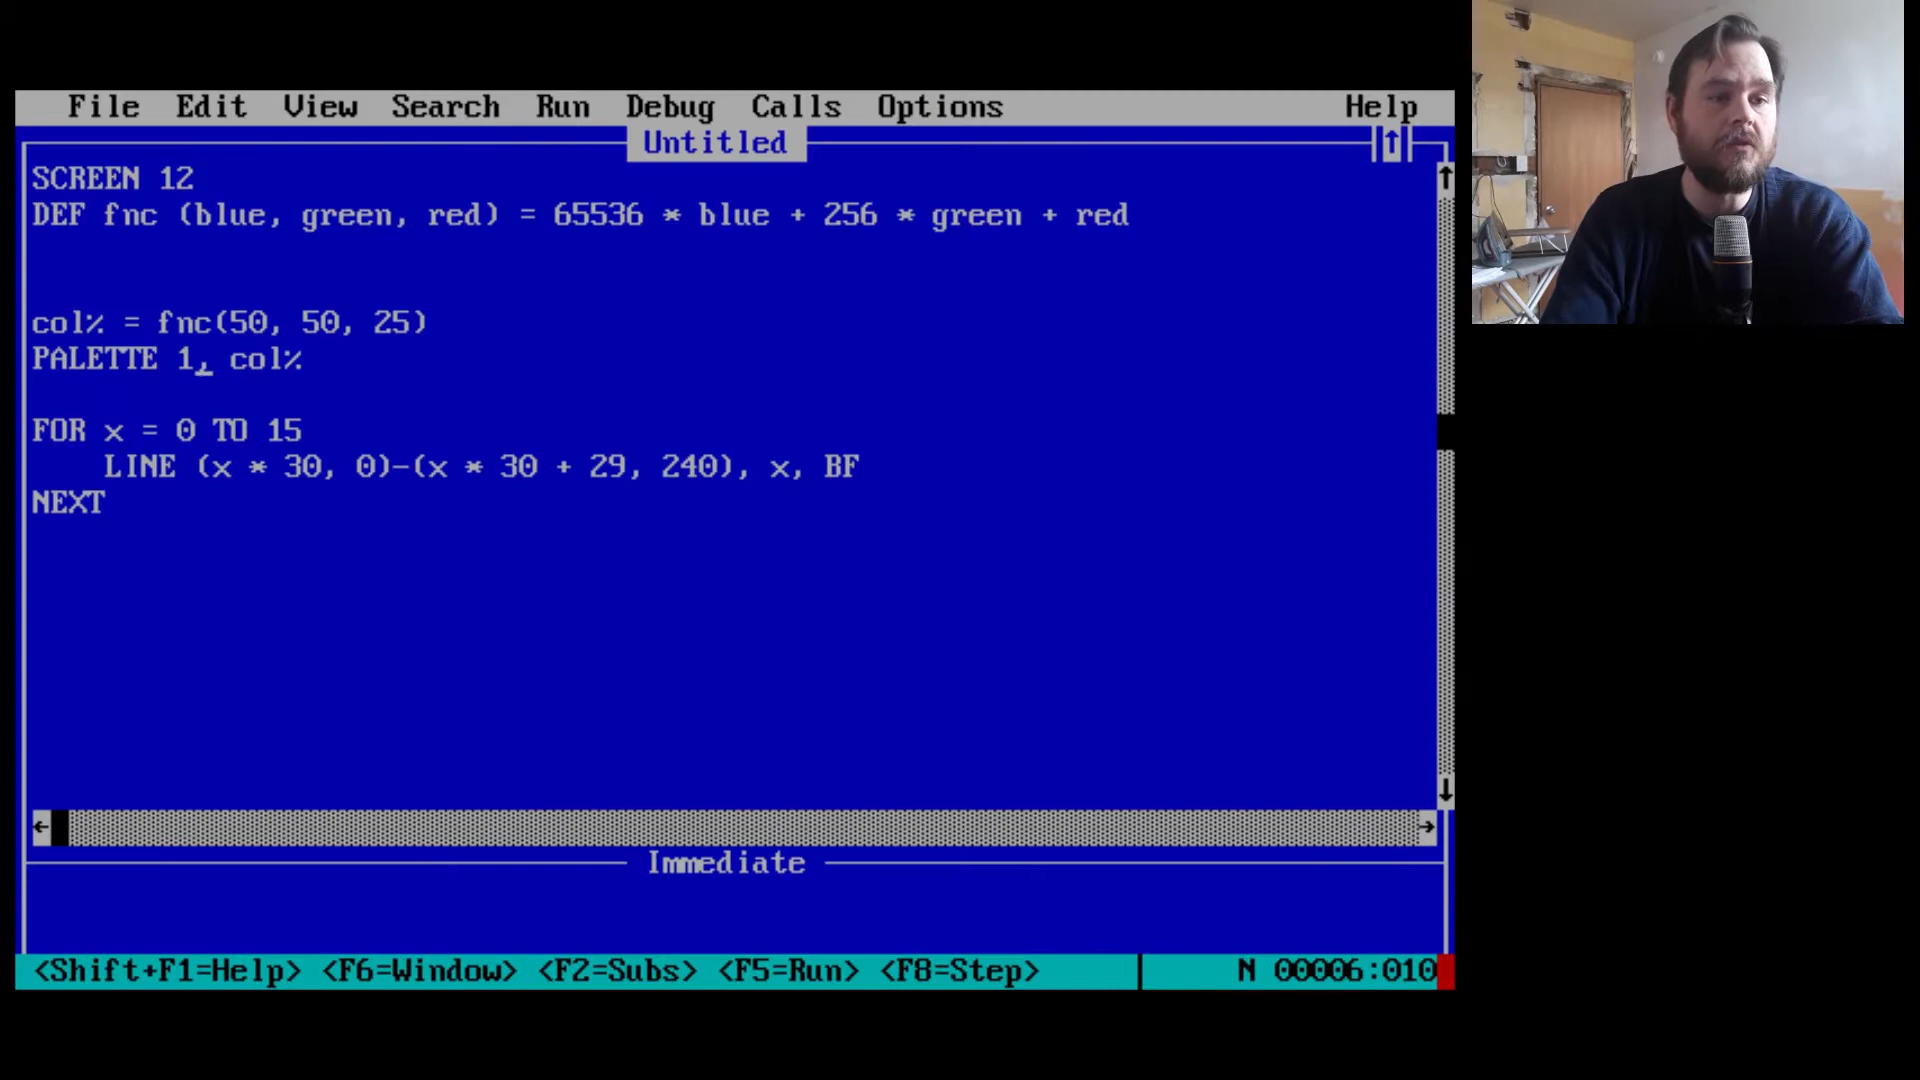 File Edit View Search Run Debug Calls Options Help
Untitled
SCREEN 12
DEF fnc (blue, green, red) = 65536 * blue + 256 * green + red
col% = fnc(50, 50, 25)
PALETTE 1, col%
FOR x = 0 TO 15
LINE (x * 30, 0)-(x * 30 + 29, 240), x, BF
NEXT
Immediate
<Shift+F1=Help> <F6=Window> <F2=Subs> <F5=Run> <F8=Step> N 00006:010